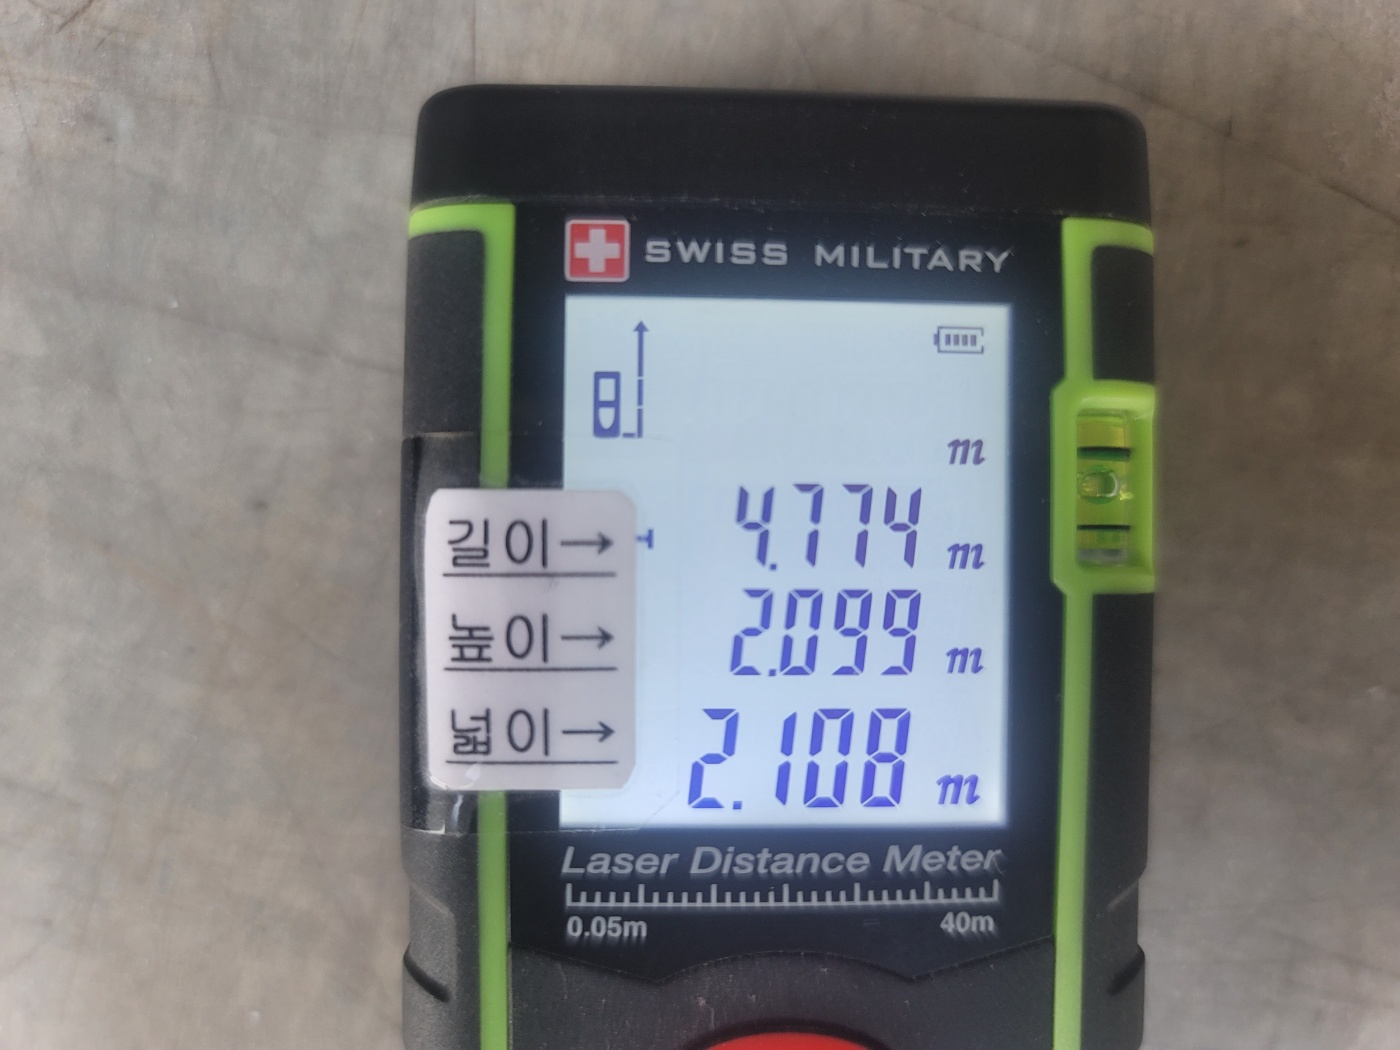 SWISS MILITARY
m
길이→ 4.774 m
높이→ 2.099 m
넓이→ 2.108 m
Laser Distance Meter
0.05m 40m